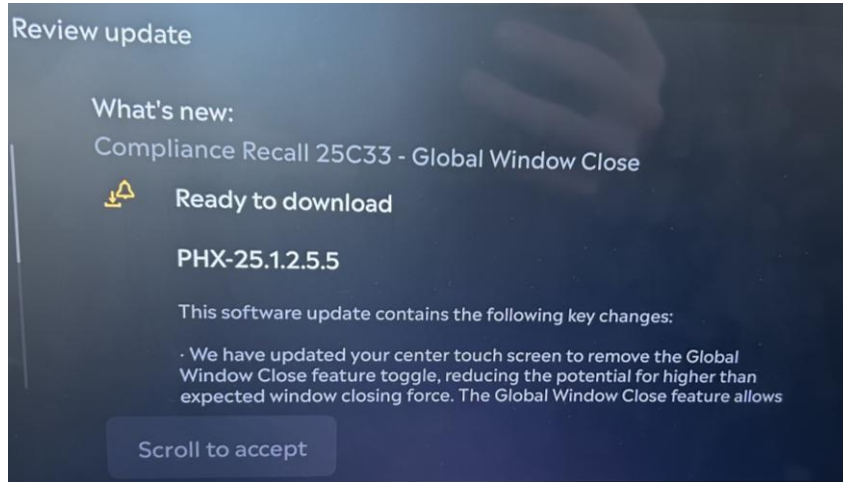 Review update
What's new:
Compliance Recall 25C33 - Global Window Close
Ready to download
PHX-25.1.2.5.5
This software update contains the following key changes:
· We have updated your center touch screen to remove the Global
Window Close feature toggle, reducing the potential for higher than
expected window closing force. The Global Window Close feature allows
Scroll to accept